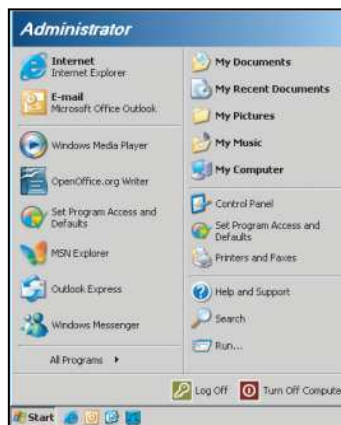 Administrator
Internet
Internet Explorer
E-mail
Microsoft Office Outlook
Windows Media Player
OpenOffice.org Writer
Set Program Access and
Defaults
MSN Explorer
Outlook Express
Windows Messenger
All Programs
My Documents
My Recent Documents
My Pictures
My Music
My Computer
Control Panel
Set Program Access and
Defaults
Printers and Faxes
Help and Support
Search
Run...
Log Off
Turn Off Computer
Start